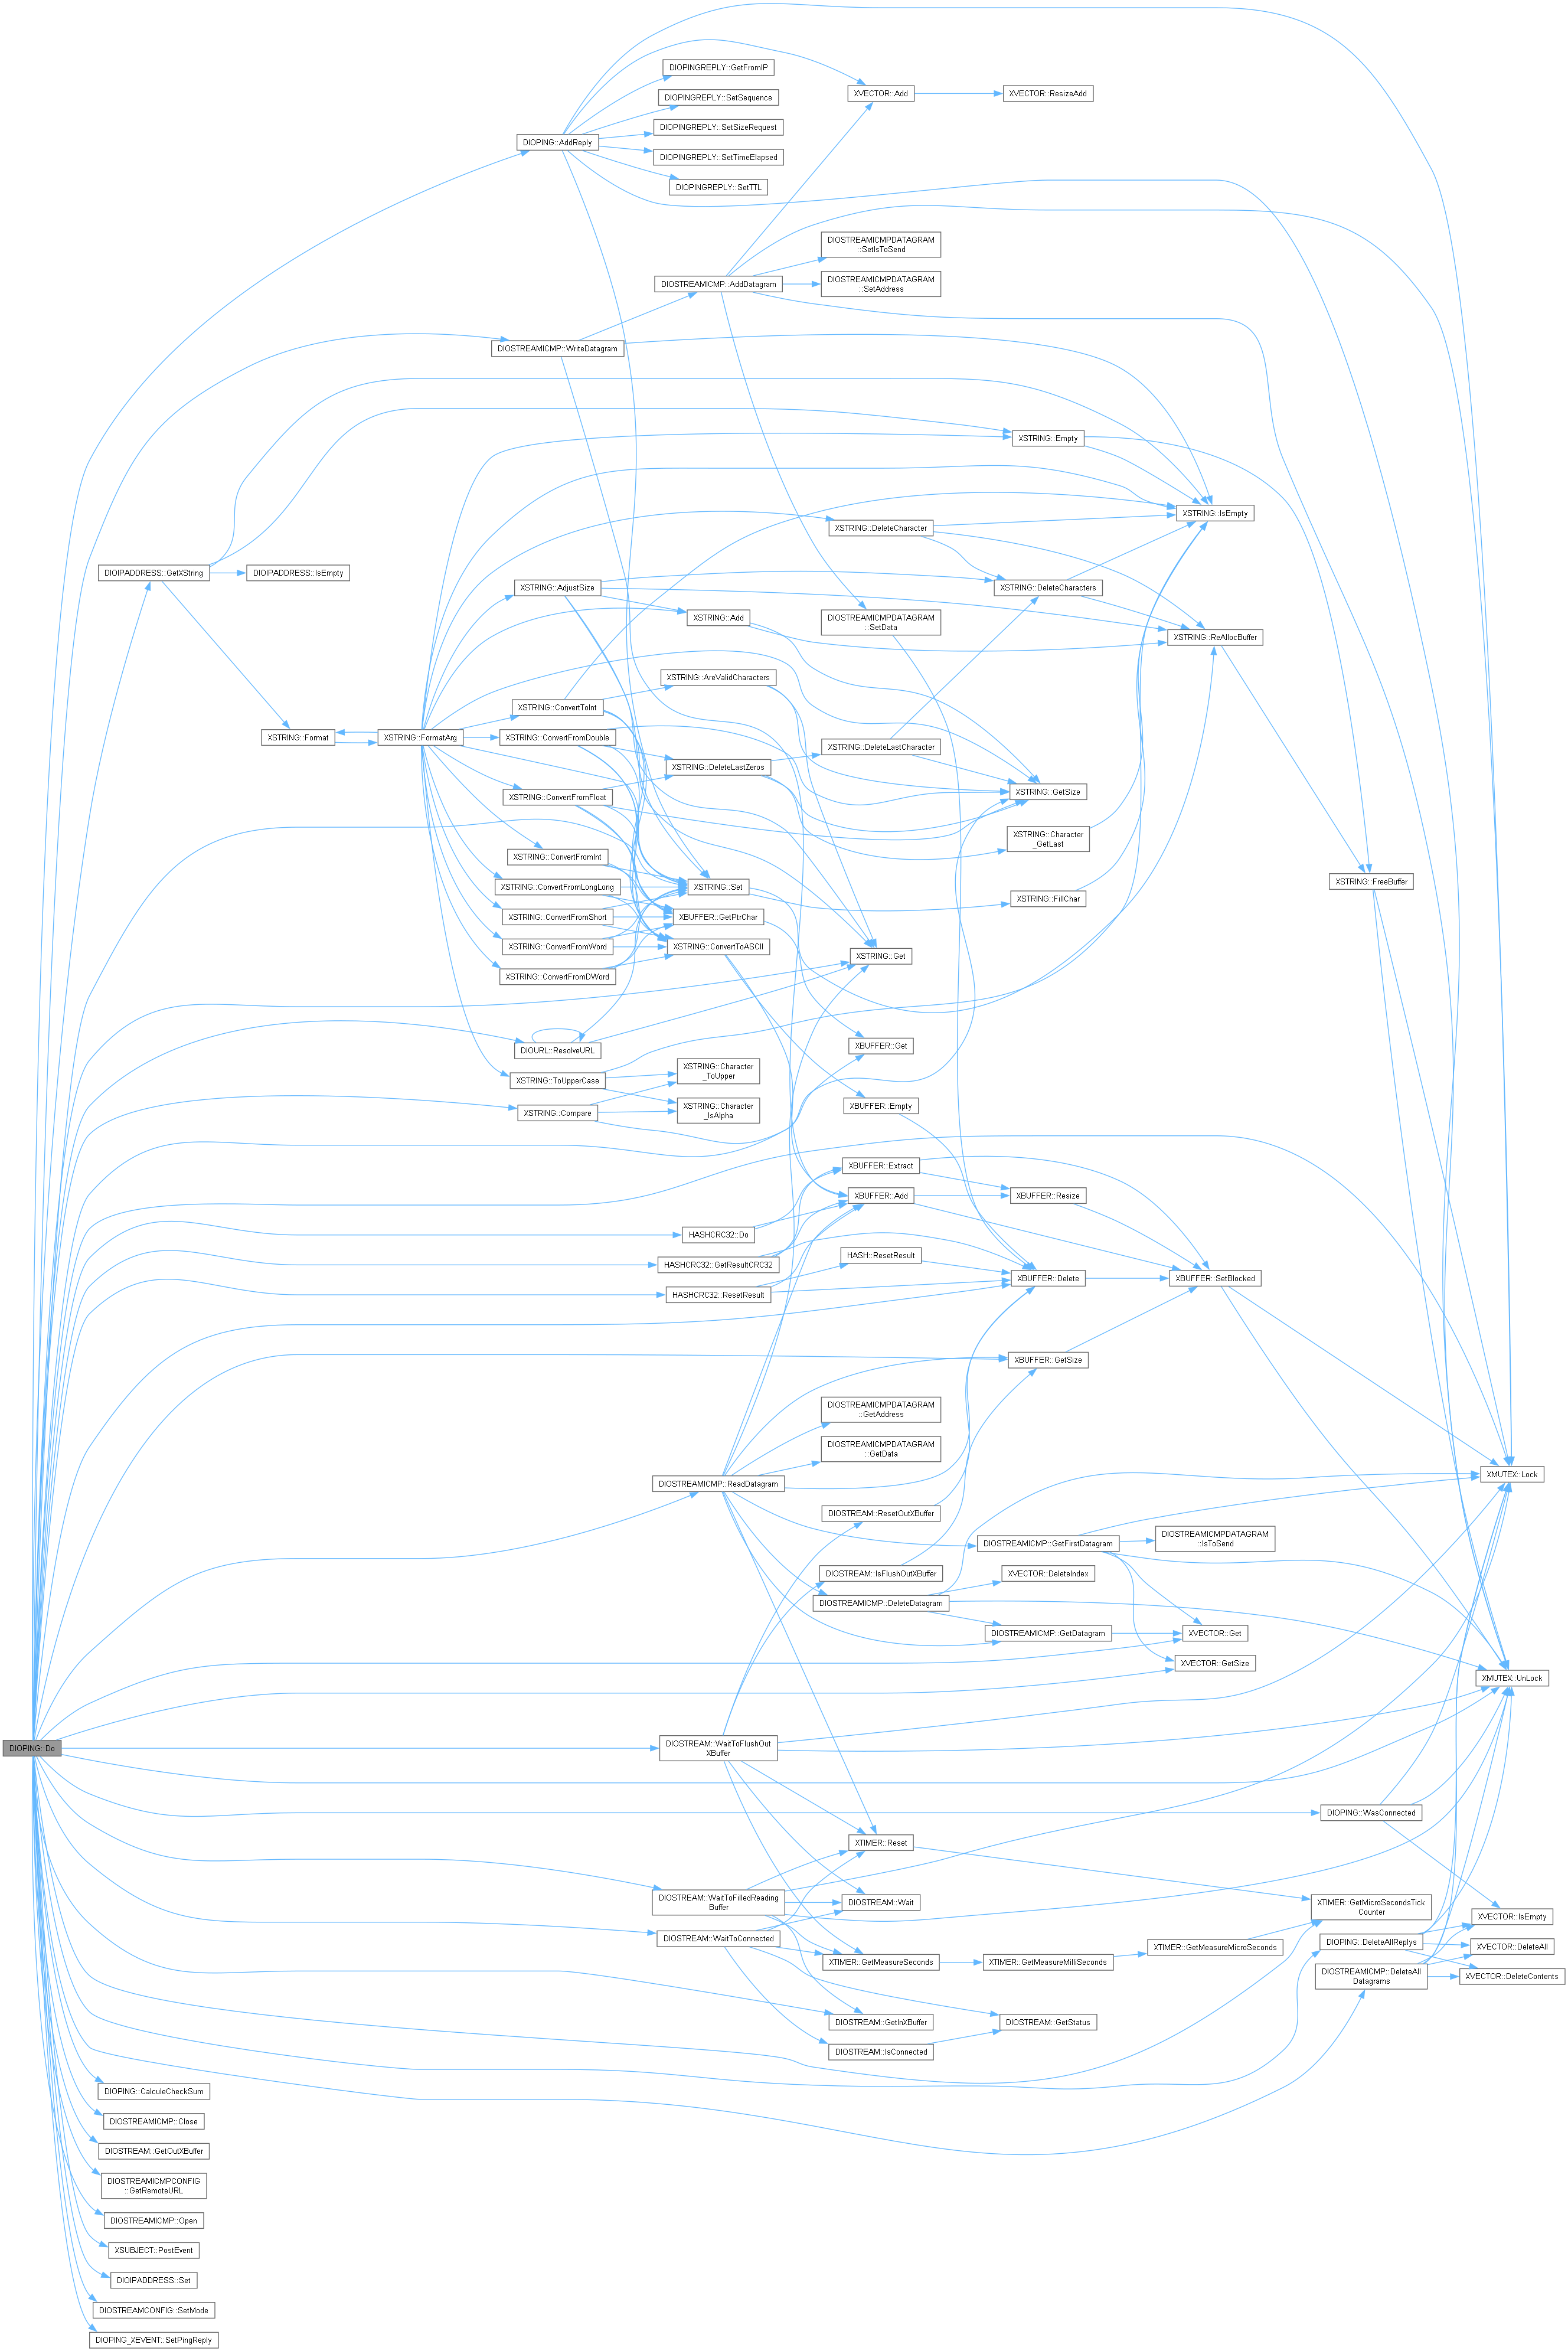 DIOPINGREPLY::GetFromIP
XVECTOR::Add
XVECTOR::ResizeAdd
DIOPINGREPLY::SetSequence
DIOPINGREPLY::SetSizeRequest
DIOPING::AddReply
DIOPINGREPLY::SetTimeElapsed
DIOPINGREPLY::SetTTL
DIOSTREAMICMPDATAGRAM
::SetIsToSend
DIOSTREAMICMP::AddDatagram
DIOSTREAMICMPDATAGRAM
::SetAddress
DIOSTREAMICMP::WriteDatagram
XSTRING::Empty
XSTRING::IsEmpty
XSTRING::DeleteCharacter
DIOIPADDRESS::GetXString
DIOIPADDRESS::IsEmpty
XSTRING::AdjustSize
XSTRING::DeleteCharacters
XSTRING::Add
DIOSTREAMICMPDATAGRAM
::SetData
XSTRING::ReAllocBuffer
XSTRING::AreValidCharacters
XSTRING::ConvertToInt
XSTRING::Format
XSTRING::FormatArg
XSTRING::ConvertFromDouble
XSTRING::DeleteLastCharacter
XSTRING::DeleteLastZeros
XSTRING::GetSize
XSTRING::ConvertFromFloat
XSTRING::Character
_GetLast
XSTRING::ConvertFromInt
XSTRING::FreeBuffer
XSTRING::ConvertFromLongLong
XSTRING::Set
XSTRING::FillChar
XSTRING::ConvertFromShort
XBUFFER::GetPtrChar
XSTRING::ConvertFromWord
XSTRING::ConvertToASCII
XSTRING::Get
XSTRING::ConvertFromDWord
XBUFFER::Get
DIOURL::ResolveURL
XSTRING::Character
_ToUpper
XSTRING::ToUpperCase
XBUFFER::Empty
XSTRING::Compare
XSTRING::Character
_IsAlpha
XBUFFER::Extract
XBUFFER::Add
XBUFFER::Resize
HASHCRC32::Do
HASH::ResetResult
HASHCRC32::GetResultCRC32
XBUFFER::Delete
XBUFFER::SetBlocked
HASHCRC32::ResetResult
XBUFFER::GetSize
DIOSTREAMICMPDATAGRAM
::GetAddress
DIOSTREAMICMPDATAGRAM
::GetData
XMUTEX::Lock
DIOSTREAMICMP::ReadDatagram
DIOSTREAM::ResetOutXBuffer
DIOSTREAMICMP::GetFirstDatagram
DIOSTREAMICMPDATAGRAM
::IsToSend
DIOSTREAM::IsFlushOutXBuffer
XVECTOR::DeleteIndex
DIOSTREAMICMP::DeleteDatagram
DIOSTREAMICMP::GetDatagram
XVECTOR::Get
XVECTOR::GetSize
XMUTEX::UnLock
DIOPING::Do
DIOSTREAM::WaitToFlushOut
XBuffer
DIOPING::WasConnected
XTIMER::Reset
DIOSTREAM::WaitToFilledReading
Buffer
DIOSTREAM::Wait
XTIMER::GetMicroSecondsTick
Counter
XVECTOR::IsEmpty
DIOSTREAM::WaitToConnected
XTIMER::GetMeasureMicroSeconds
DIOPING::DeleteAllReplys
XTIMER::GetMeasureSeconds
XTIMER::GetMeasureMilliSeconds
XVECTOR::DeleteAll
DIOSTREAMICMP::DeleteAll
Datagrams
XVECTOR::DeleteContents
DIOSTREAM::GetInXBuffer
DIOSTREAM::GetStatus
DIOSTREAM::IsConnected
DIOPING::CalculeCheckSum
DIOSTREAMICMP::Close
DIOSTREAM::GetOutXBuffer
DIOSTREAMICMPCONFIG
::GetRemoteURL
DIOSTREAMICMP::Open
XSUBJECT::PostEvent
DIOIPADDRESS::Set
DIOSTREAMCONFIG::SetMode
DIOPING_XEVENT::SetPingReply